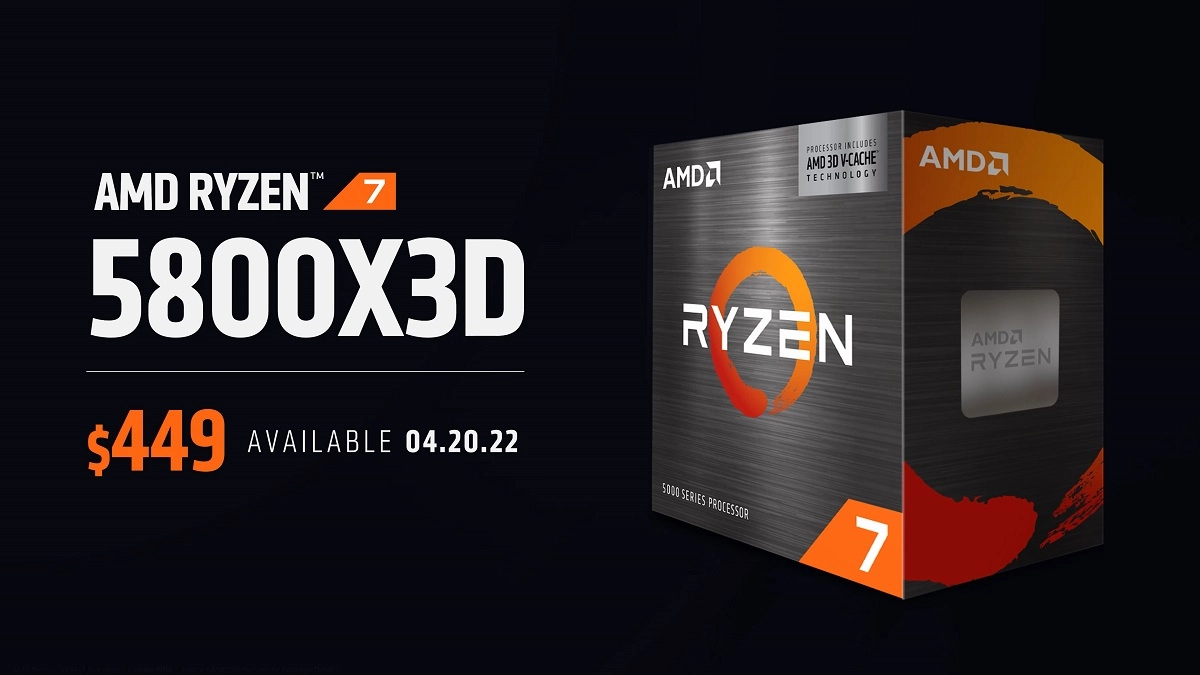 AMD RYZEN™ 7
5800X3D
$449 AVAILABLE 04.20.22
AMD
PROCESSOR INCLUDES
AMD 3D V-CACHE™
TECHNOLOGY
RYZEN
5000 SERIES PROCESSOR
7
AMD
AMD
RYZEN